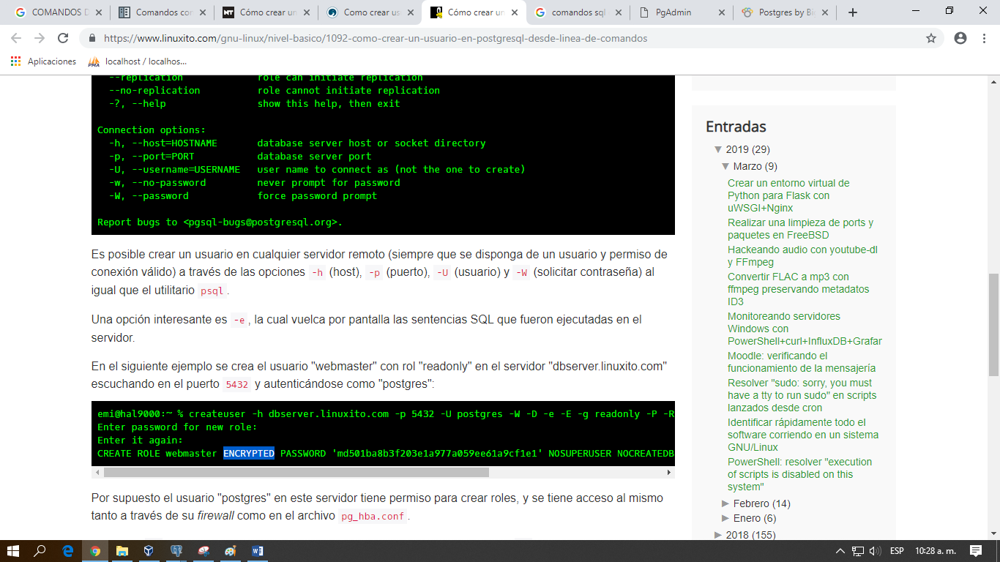 COMANDOS D
Comandos con
Cómo crear un
Como crear us
Cómo crear un
comandos sql
PgAdmin
Postgres by Bi
https://www.linuxito.com/gnu-linux/nivel-basico/1092-como-crear-un-usuario-en-postgresql-desde-linea-de-comandos
Aplicaciones
localhost / localhos...
--replication role can initiate replication
--no-replication role cannot initiate replication
-?, --help show this help, then exit
Connection options:
-h, --host=HOSTNAME database server host or socket directory
-p, --port=PORT database server port
-U, --username=USERNAME user name to connect as (not the one to create)
-w, --no-password never prompt for password
-W, --password force password prompt
Report bugs to <pgsql-bugs@postgresql.org>.
Es posible crear un usuario en cualquier servidor remoto (siempre que se disponga de un usuario y permiso de
conexión válido) a través de las opciones -h (host), -p (puerto), -U (usuario) y -W (solicitar contraseña) al
igual que el utilitario psql.
Una opción interesante es -e, la cual vuelca por pantalla las sentencias SQL que fueron ejecutadas en el
servidor.
En el siguiente ejemplo se crea el usuario "webmaster" con rol "readonly" en el servidor "dbserver.linuxito.com"
escuchando en el puerto 5432 y autenticándose como "postgres":
emi@hal9000:~ % createuser -h dbserver.linuxito.com -p 5432 -U postgres -W -D -e -E -g readonly -P -R
Enter password for new role:
Enter it again:
CREATE ROLE webmaster ENCRYPTED PASSWORD 'md501ba8b3f203e1a977a059ee61a9cf1e1' NOSUPERUSER NOCREATEDB
Por supuesto el usuario "postgres" en este servidor tiene permiso para crear roles, y se tiene acceso al mismo
tanto a través de su firewall como en el archivo pg_hba.conf.
Entradas
2019 (29)
Marzo (9)
Crear un entorno virtual de
Python para Flask con
uWSGI+Nginx
Realizar una limpieza de ports y
paquetes en FreeBSD
Hackeando audio con youtube-dl
y FFmpeg
Convertir FLAC a mp3 con
ffmpeg preservando metadatos
ID3
Monitoreando servidores
Windows con
PowerShell+curl+InfluxDB+Grafar
Moodle: verificando el
funcionamiento de la mensajería
Resolver "sudo: sorry, you must
have a tty to run sudo" en scripts
lanzados desde cron
Identificar rápidamente todo el
software corriendo en un sistema
GNU/Linux
PowerShell: resolver "execution
of scripts is disabled on this
system"
Febrero (14)
Enero (6)
2018 (155)
ESP
10:28 a. m.